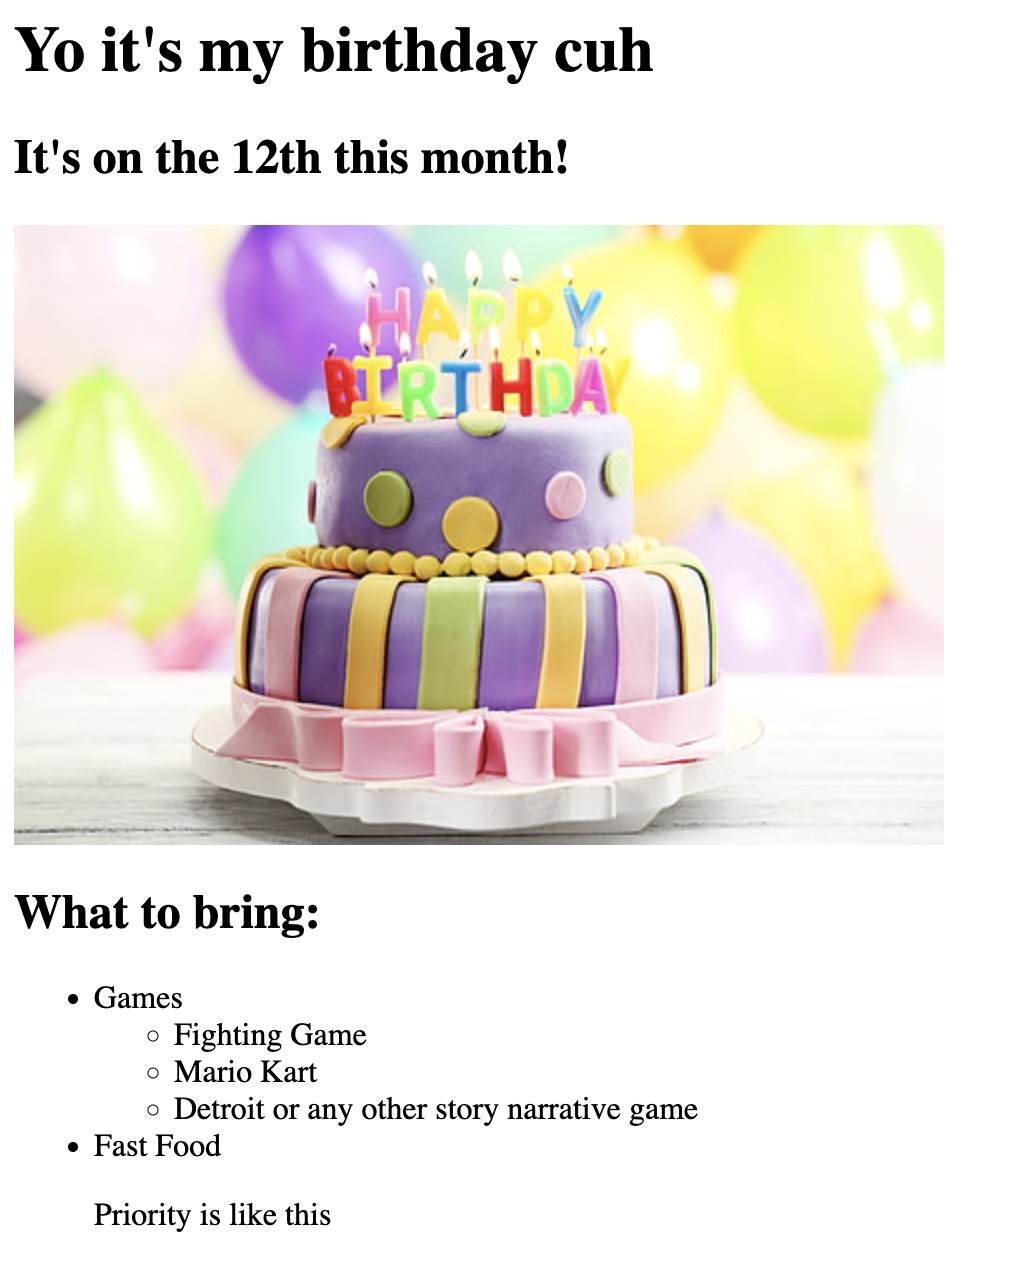 Yo it's my birthday cuh
It's on the 12th this month!
HAPPY
BIRTHDAY
What to bring:
Games
Fighting Game
Mario Kart
Detroit or any other story narrative game
Fast Food
Priority is like this